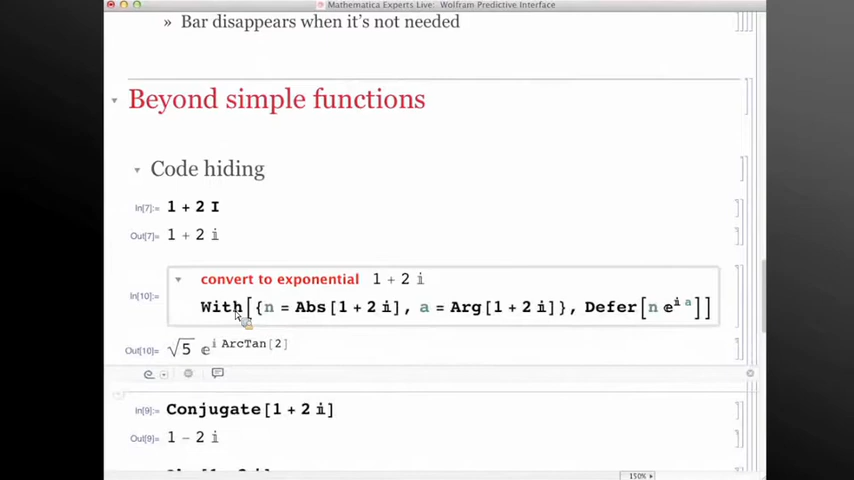 Mathematica Experts Live: Wolfram Predictive Interface
» Bar disappears when it's not needed
Beyond simple functions
Code hiding
In[7]:= 1 + 2 I
Out[7]= 1 + 2 i
convert to exponential 1 + 2 i
In[10]:= With[{n = Abs[1 + 2 i], a = Arg[1 + 2 i]}, Defer[n e^i a]]
Out[10]= √5 e^i ArcTan[2]
In[9]:= Conjugate[1 + 2 i]
Out[9]= 1 - 2 i
150%